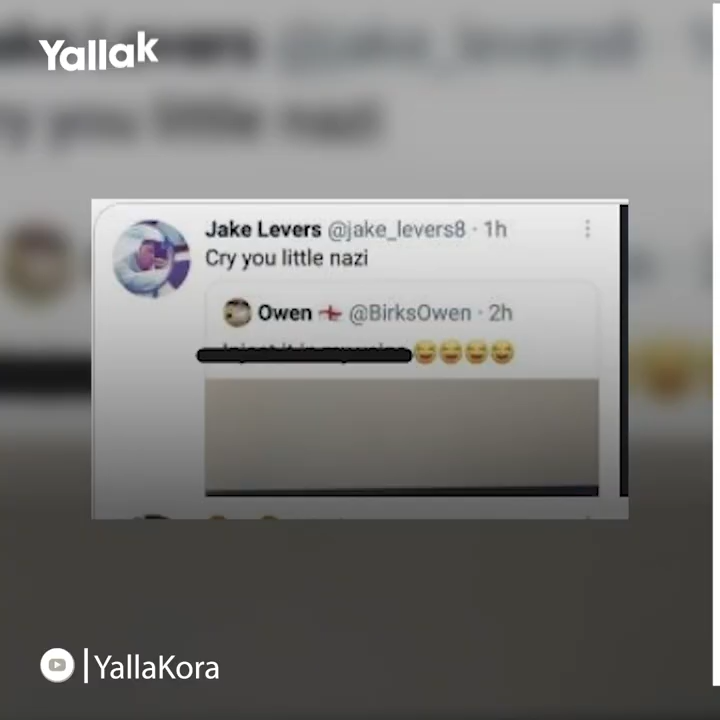 Yallak
Jake Levers @jake_levers8 · 1h
Cry you little nazi
Owen @BirksOwen · 2h
YallaKora